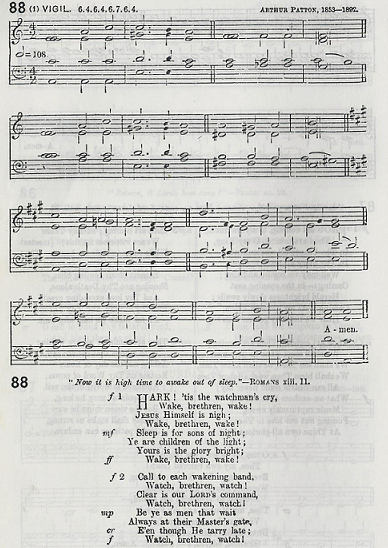 88 (1) VIGIL. 6.4.6.4.6.7.6.4. ARTHUR PATTON, 1853—1892.
=108
A - men.
88 "Now it is high time to awake out of sleep."—ROMANS xiii. 11.
f 1 HARK! 'tis the watchman's cry,
Wake, brethren, wake!
JESUS Himself is nigh;
Wake, brethren, wake!
mf Sleep is for sons of night;
Ye are children of the light;
Yours is the glory bright;
ff Wake, brethren, wake!
f 2 Call to each wakening band,
Watch, brethren, watch!
Clear is our LORD'S command,
Watch, brethren, watch!
mp Be ye as men that wait
Always at their Master's gate,
cr E'en though He tarry late;
f Watch, brethren, watch!